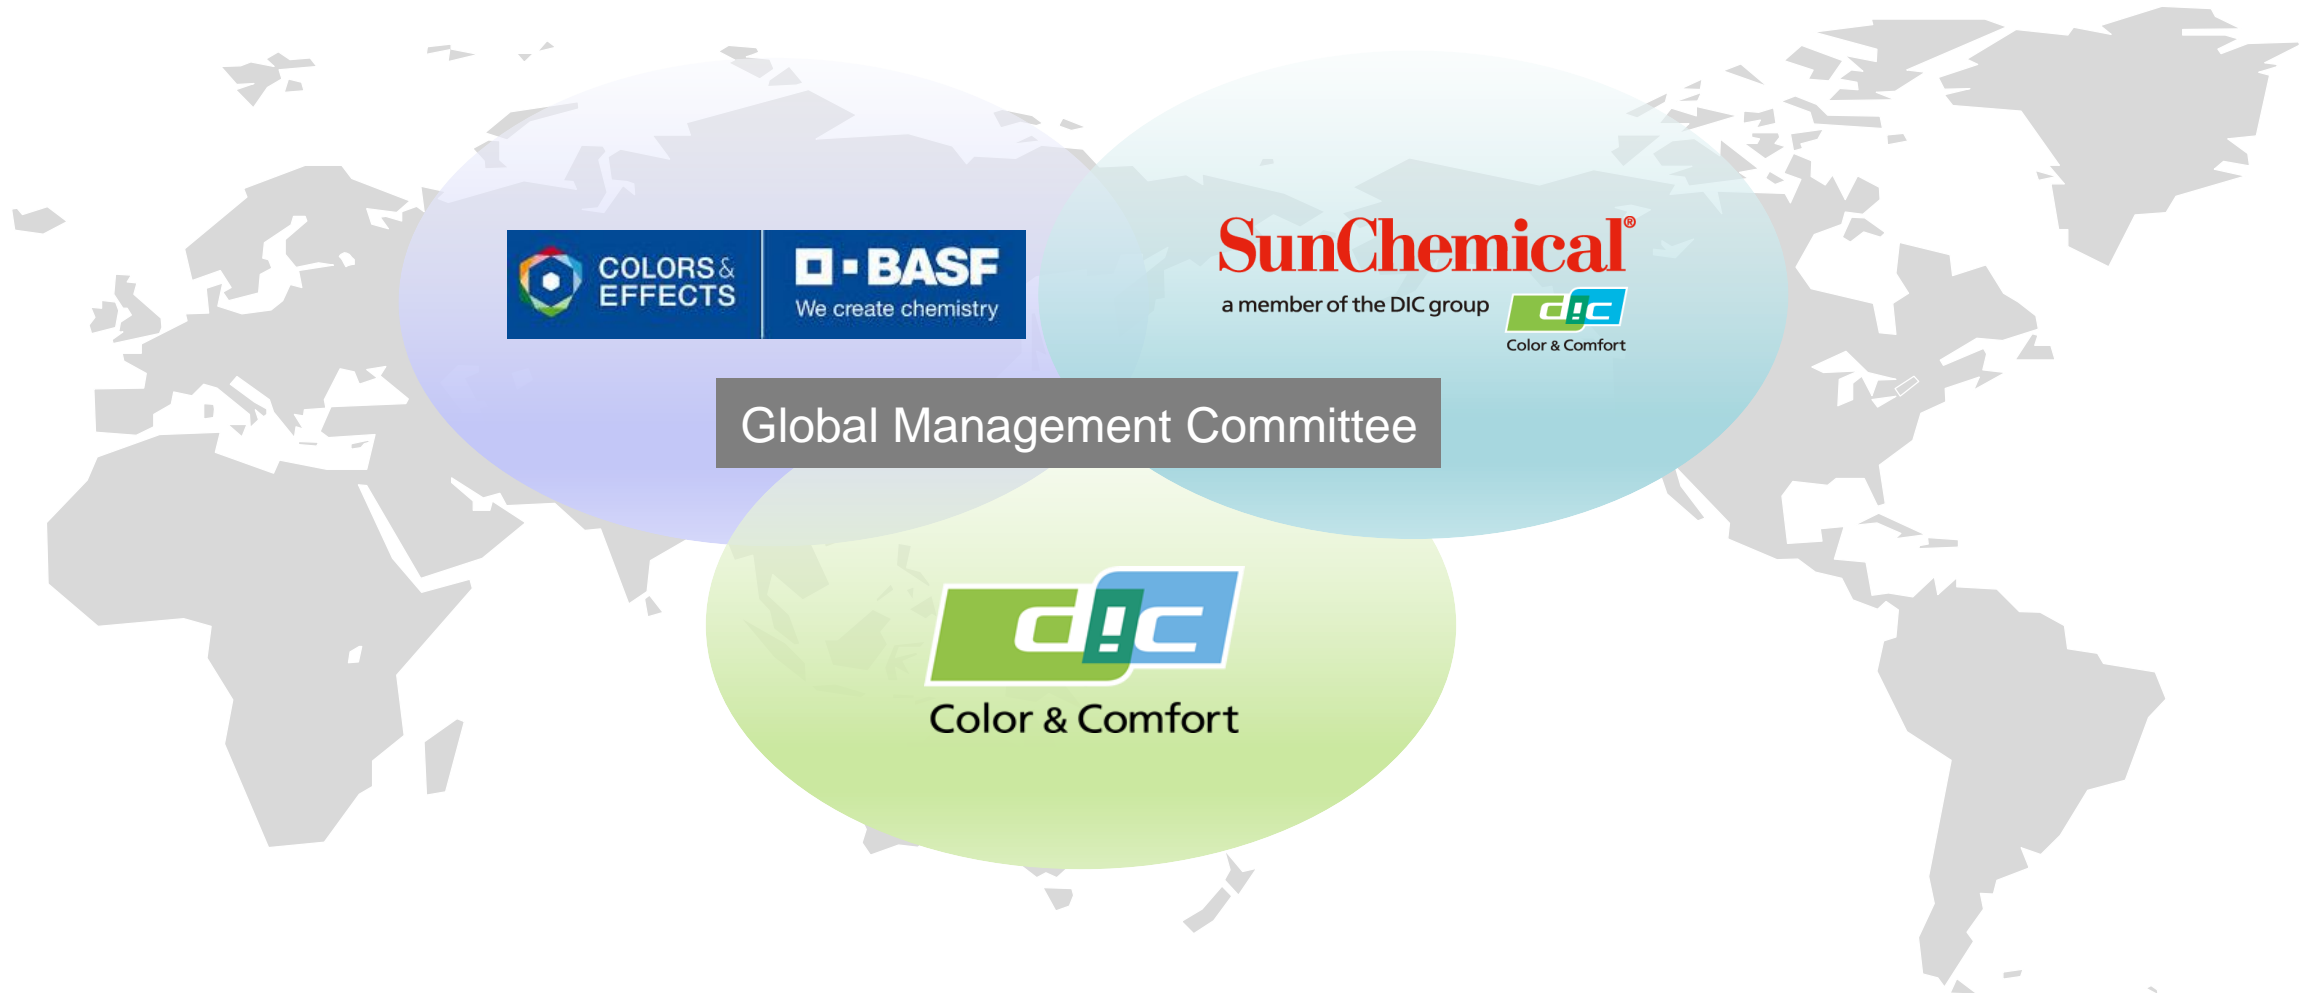 COLORS&
EFFECTS
BASF
We create chemistry
SunChemical®
a member of the DIC group
dic
Color & Comfort
Global Management Committee
dic
Color & Comfort